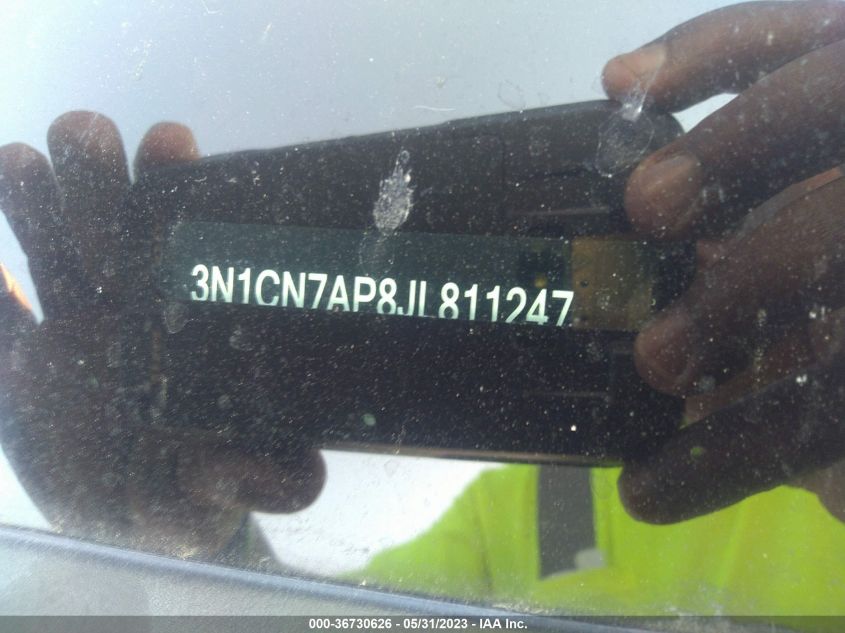 3N1CN7AP8JL811247
000-36730626 - 05/31/2023 - IAA Inc.